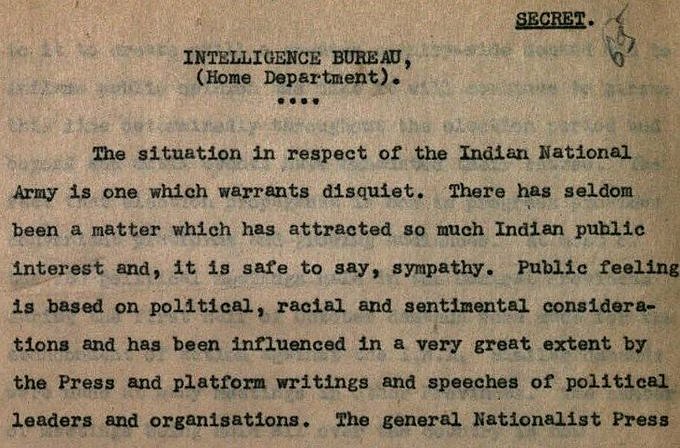 SECRET.
INTELLIGENCE BUREAU,
(Home Department).
....
The situation in respect of the Indian National
Army is one which warrants disquiet. There has seldom
been a matter which has attracted so much Indian public
interest and, it is safe to say, sympathy. Public feeling
is based on political, racial and sentimental considera-
tions and has been influenced in a very great extent by
the Press and platform writings and speeches of political
leaders and organisations. The general Nationalist Press